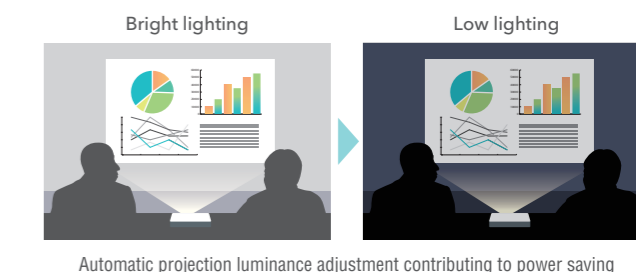 Bright lighting
Low lighting
Automatic projection luminance adjustment contributing to power saving